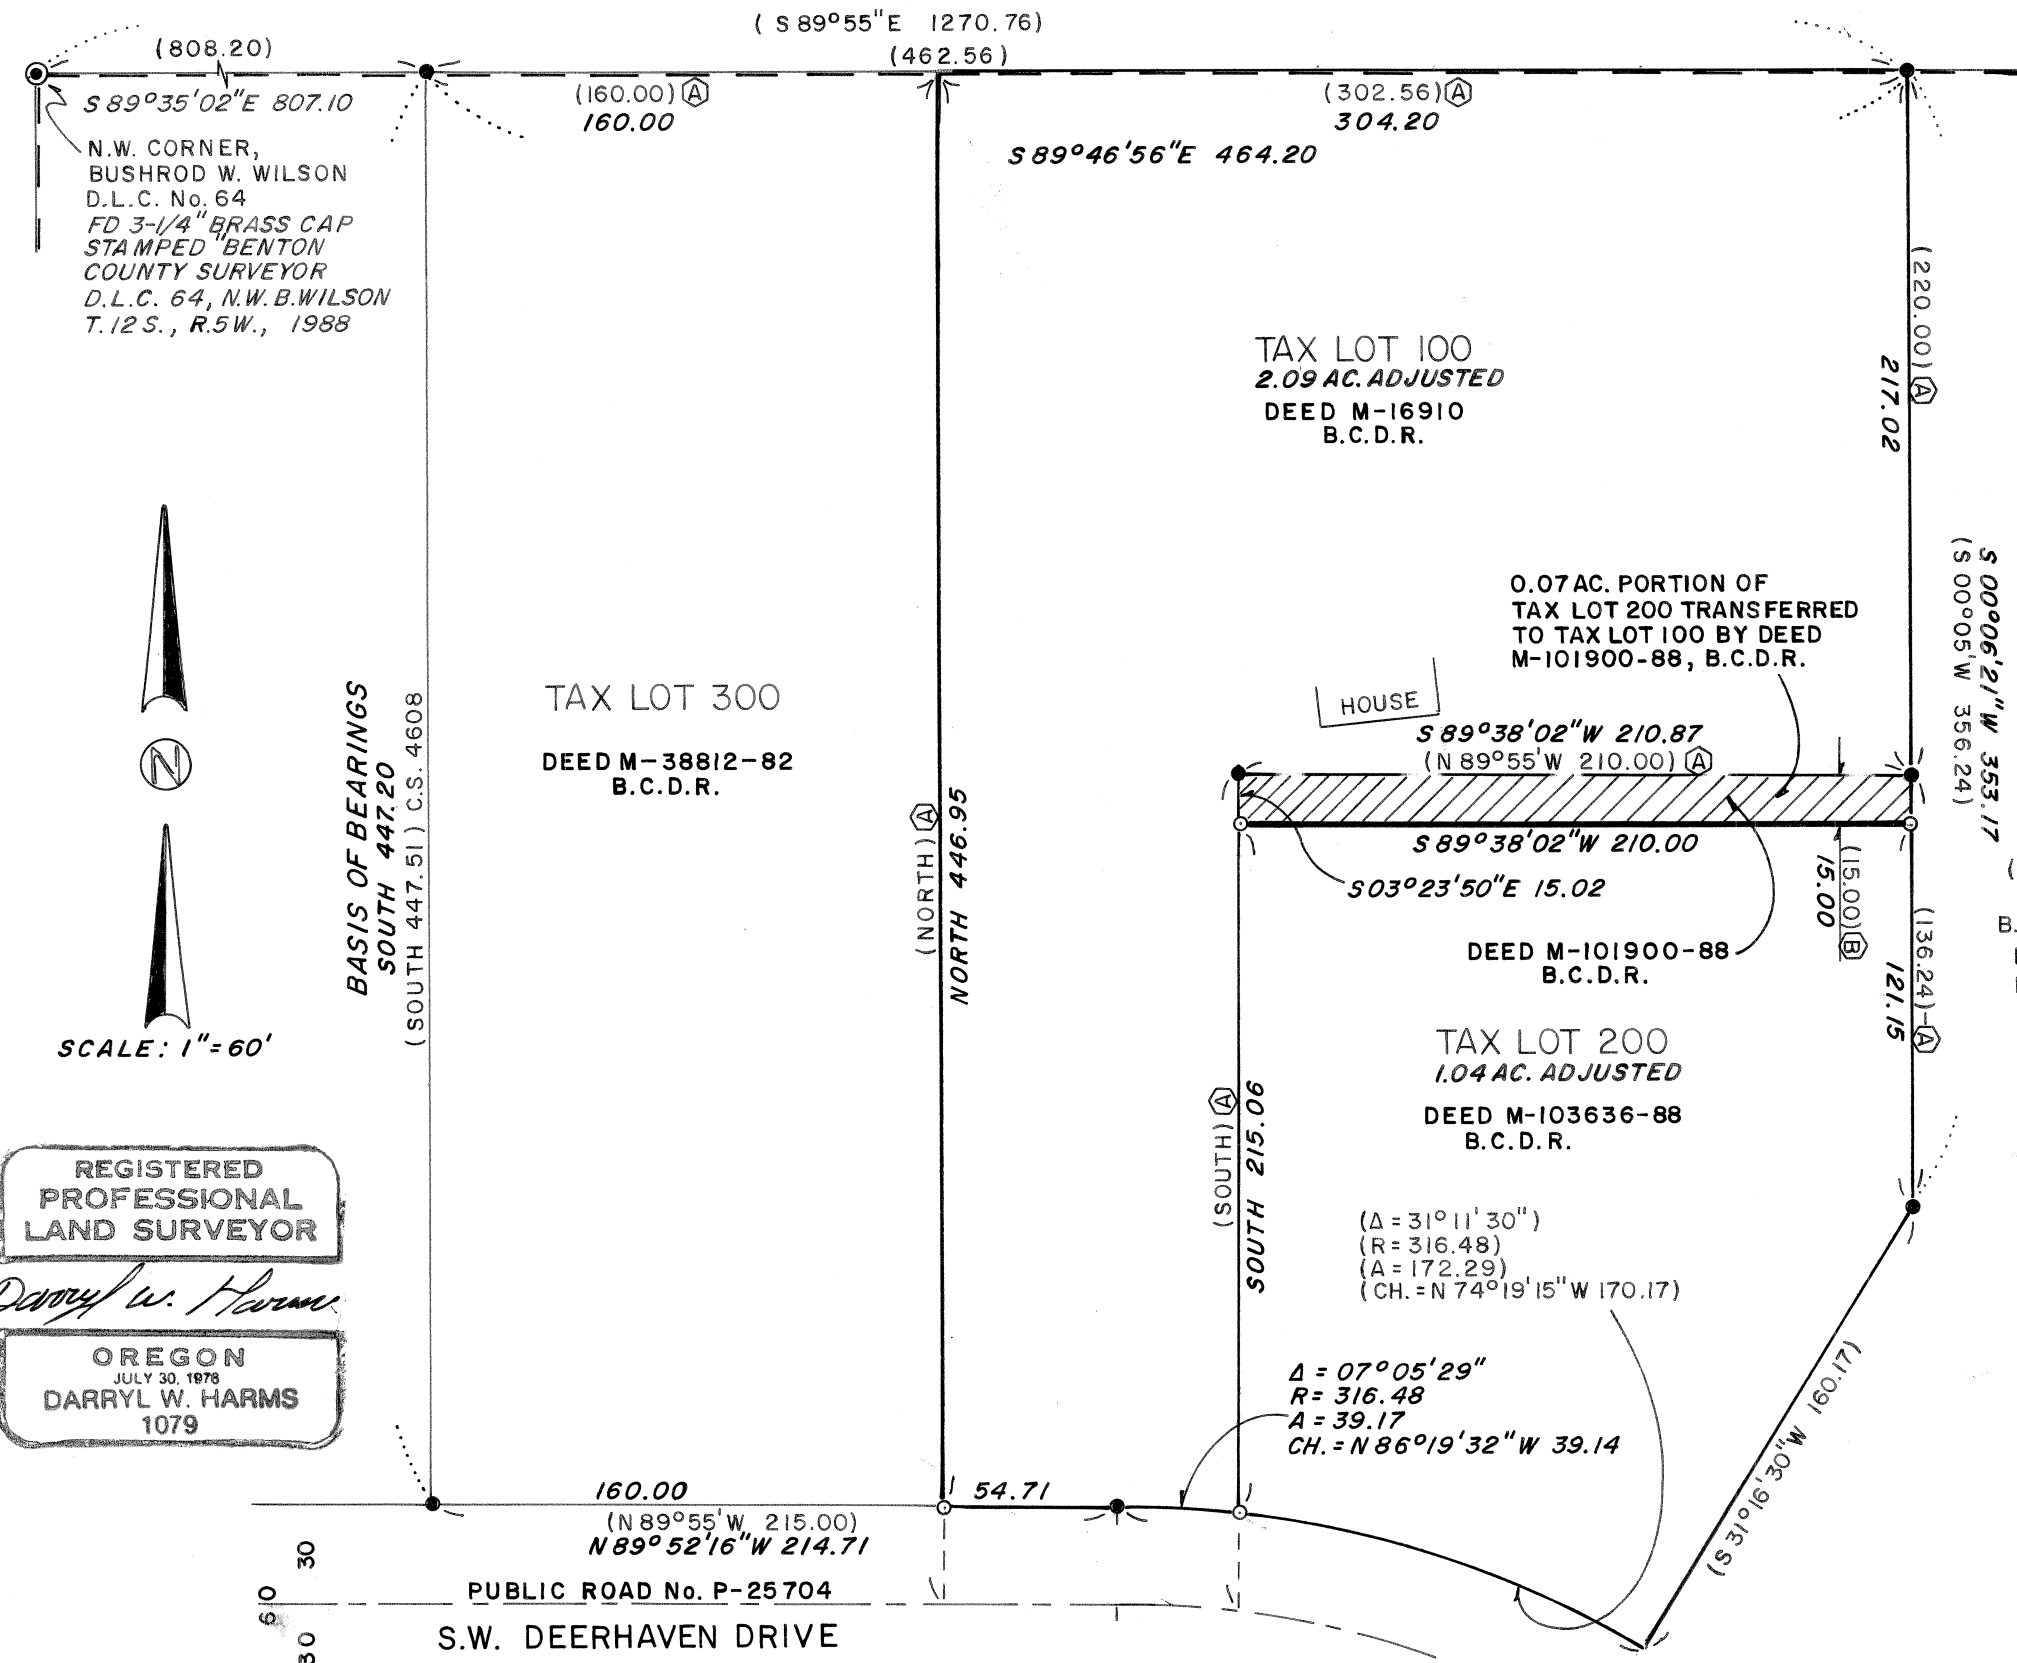 ( S 89°55"E 1270.76)
(808.20)
(462.56)
S 89°35'02"E 807.10
(160.00) A
160.00
(302.56) A
304.20
S 89°46'56"E 464.20
N.W. CORNER,
BUSHROD W. WILSON
D.L.C. No. 64
FD 3-1/4" BRASS CAP
STAMPED "BENTON
COUNTY SURVEYOR
D.L.C. 64, N.W. B.WILSON
T. 12 S., R.5W., 1988
(220.00) A
217.02
TAX LOT 100
2.09 AC. ADJUSTED
DEED M-16910
B.C.D.R.
S 00°06'21"W 353.17
(S 00°05'W 356.24)
0.07 AC. PORTION OF
TAX LOT 200 TRANSFERRED
TO TAX LOT 100 BY DEED
M-101900-88, B.C.D.R.
HOUSE
S 89°38'02"W 210.87
(N 89°55'W 210.00) A
TAX LOT 300
DEED M-38812-82
B.C.D.R.
BASIS OF BEARINGS
SOUTH 447.20
(SOUTH 447.51) C.S. 4608
(NORTH) A
NORTH 446.95
N
SCALE: 1"=60'
S 89°38'02"W 210.00
S 03°23'50"E 15.02
(15.00) B
15.00
DEED M-101900-88
B.C.D.R.
(136.24) A
121.15
B.
TAX LOT 200
1.04 AC. ADJUSTED
DEED M-103636-88
B.C.D.R.
(SOUTH) A
SOUTH 215.06
(Δ = 31°11'30")
(R = 316.48)
(A = 172.29)
(CH. = N 74°19'15"W 170.17)
Δ = 07°05'29"
R = 316.48
A = 39.17
CH. = N 86°19'32"W 39.14
(S 31°16'30"W 160.17)
REGISTERED
PROFESSIONAL
LAND SURVEYOR
Darryl W. Harms
OREGON
JULY 30, 1978
DARRYL W. HARMS
1079
160.00
54.71
(N 89°55'W 215.00)
N 89°52'16"W 214.71
30
60
30
PUBLIC ROAD No. P-25704
S.W. DEERHAVEN DRIVE